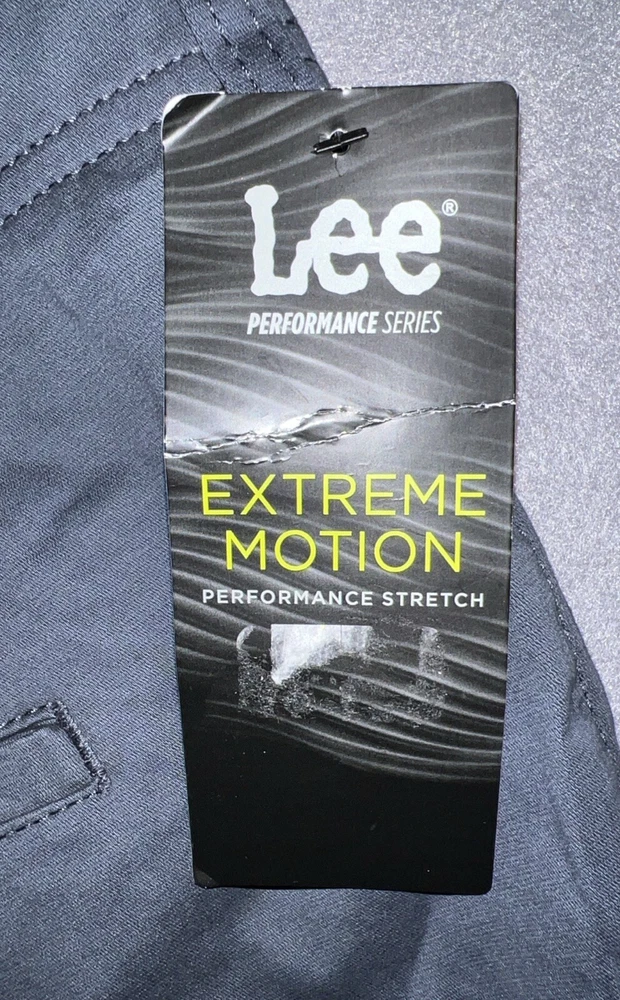 Lee®
PERFORMANCE SERIES
EXTREME
MOTION
PERFORMANCE STRETCH